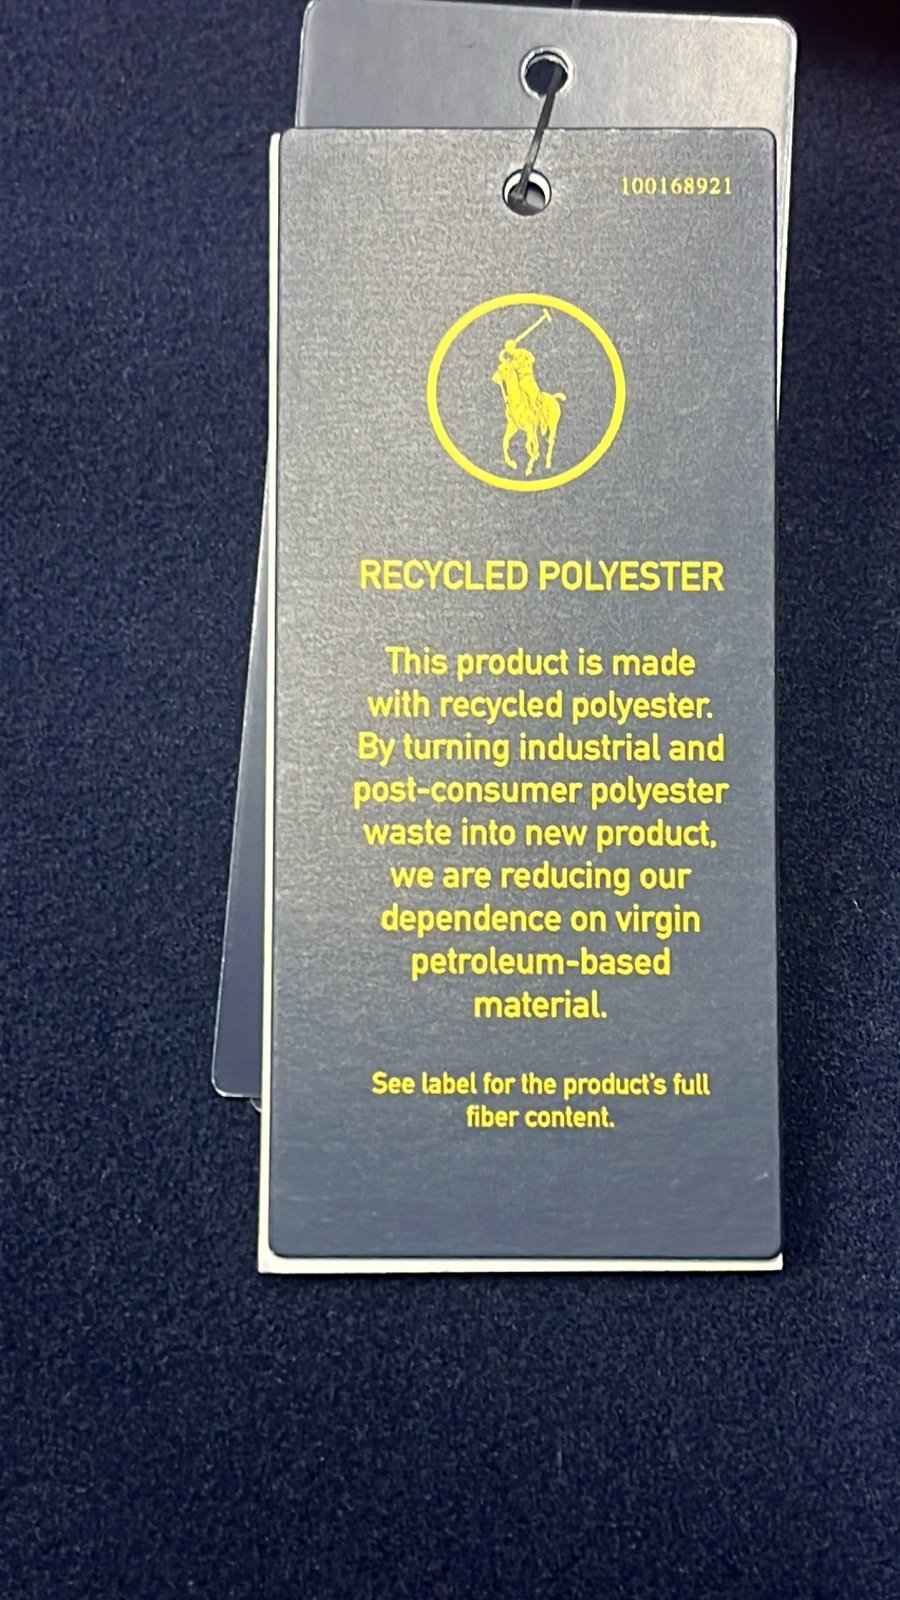 100168921
RECYCLED POLYESTER
This product is made
with recycled polyester.
By turning industrial and
post-consumer polyester
waste into new product,
we are reducing our
dependence on virgin
petroleum-based
material.
See label for the product's full
fiber content.